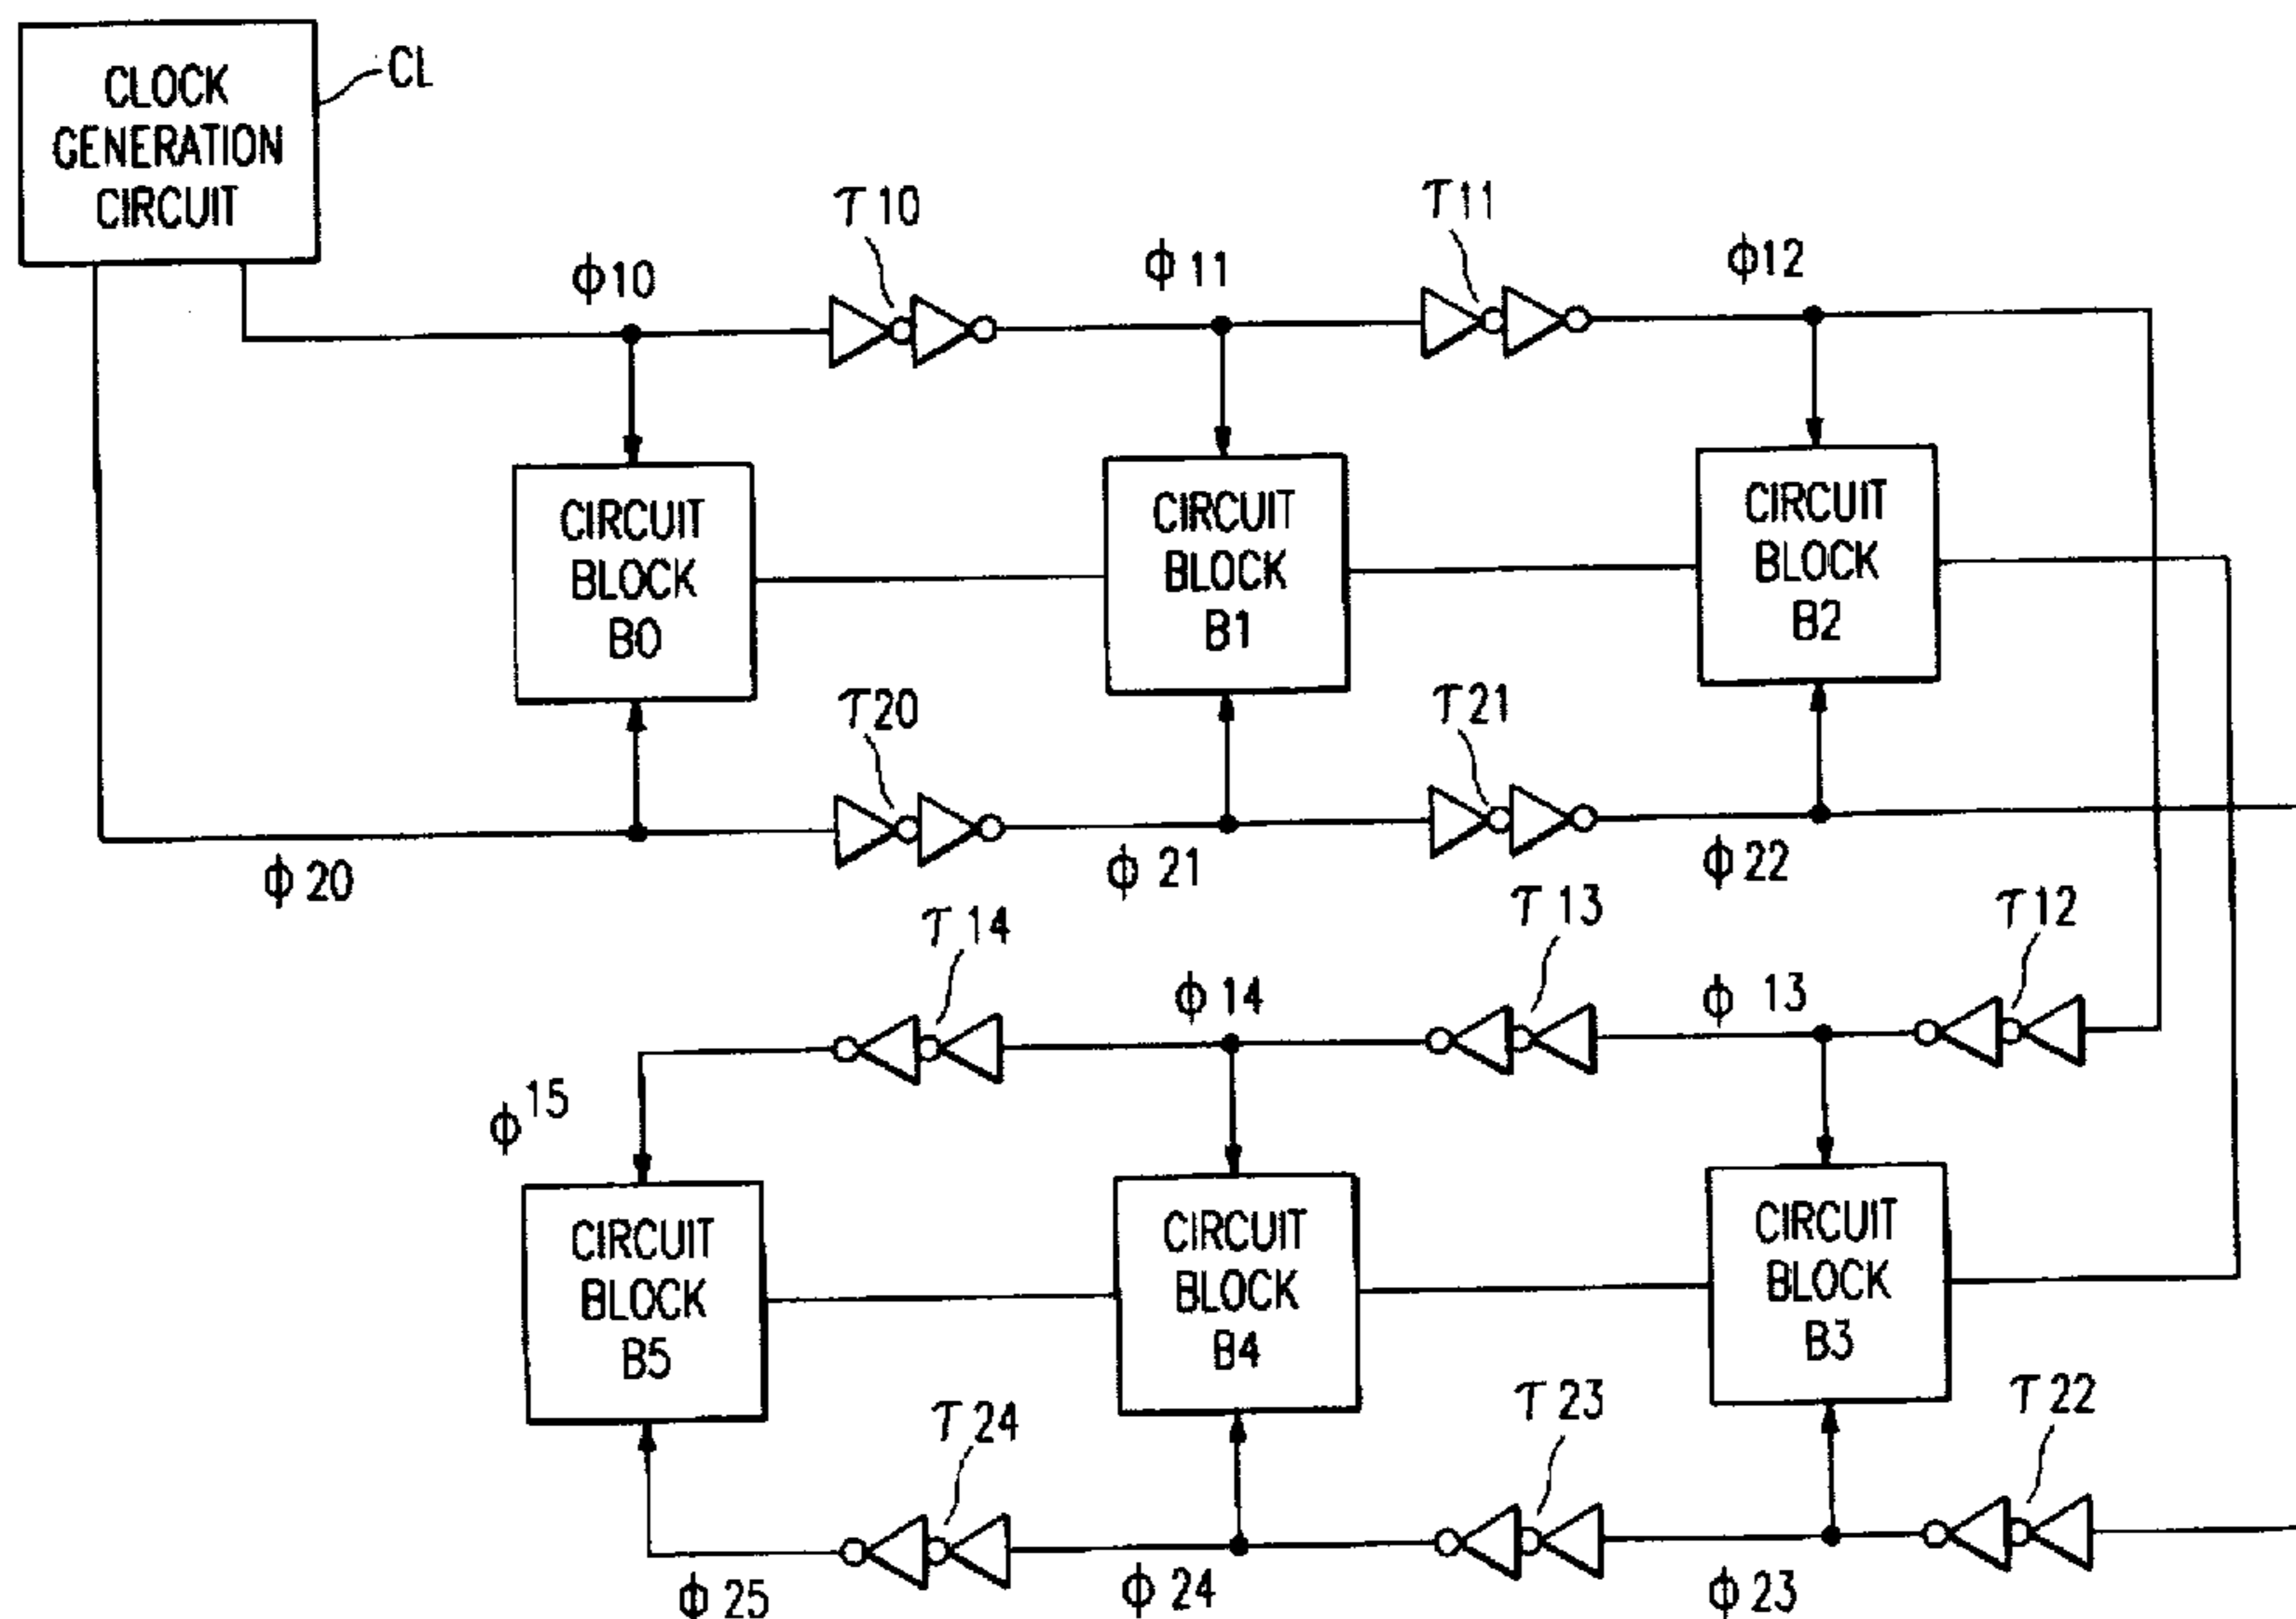 CLOCK
GENERATION
CIRCUIT
CL
ϕ10
τ10
ϕ11
τ11
ϕ12
CIRCUIT
BLOCK
B0
CIRCUIT
BLOCK
B1
CIRCUIT
BLOCK
B2
ϕ20
τ20
ϕ21
τ21
ϕ22
τ14
ϕ14
τ13
ϕ13
τ12
ϕ15
CIRCUIT
BLOCK
B5
CIRCUIT
BLOCK
B4
CIRCUIT
BLOCK
B3
τ24
τ23
τ22
ϕ25
ϕ24
ϕ23